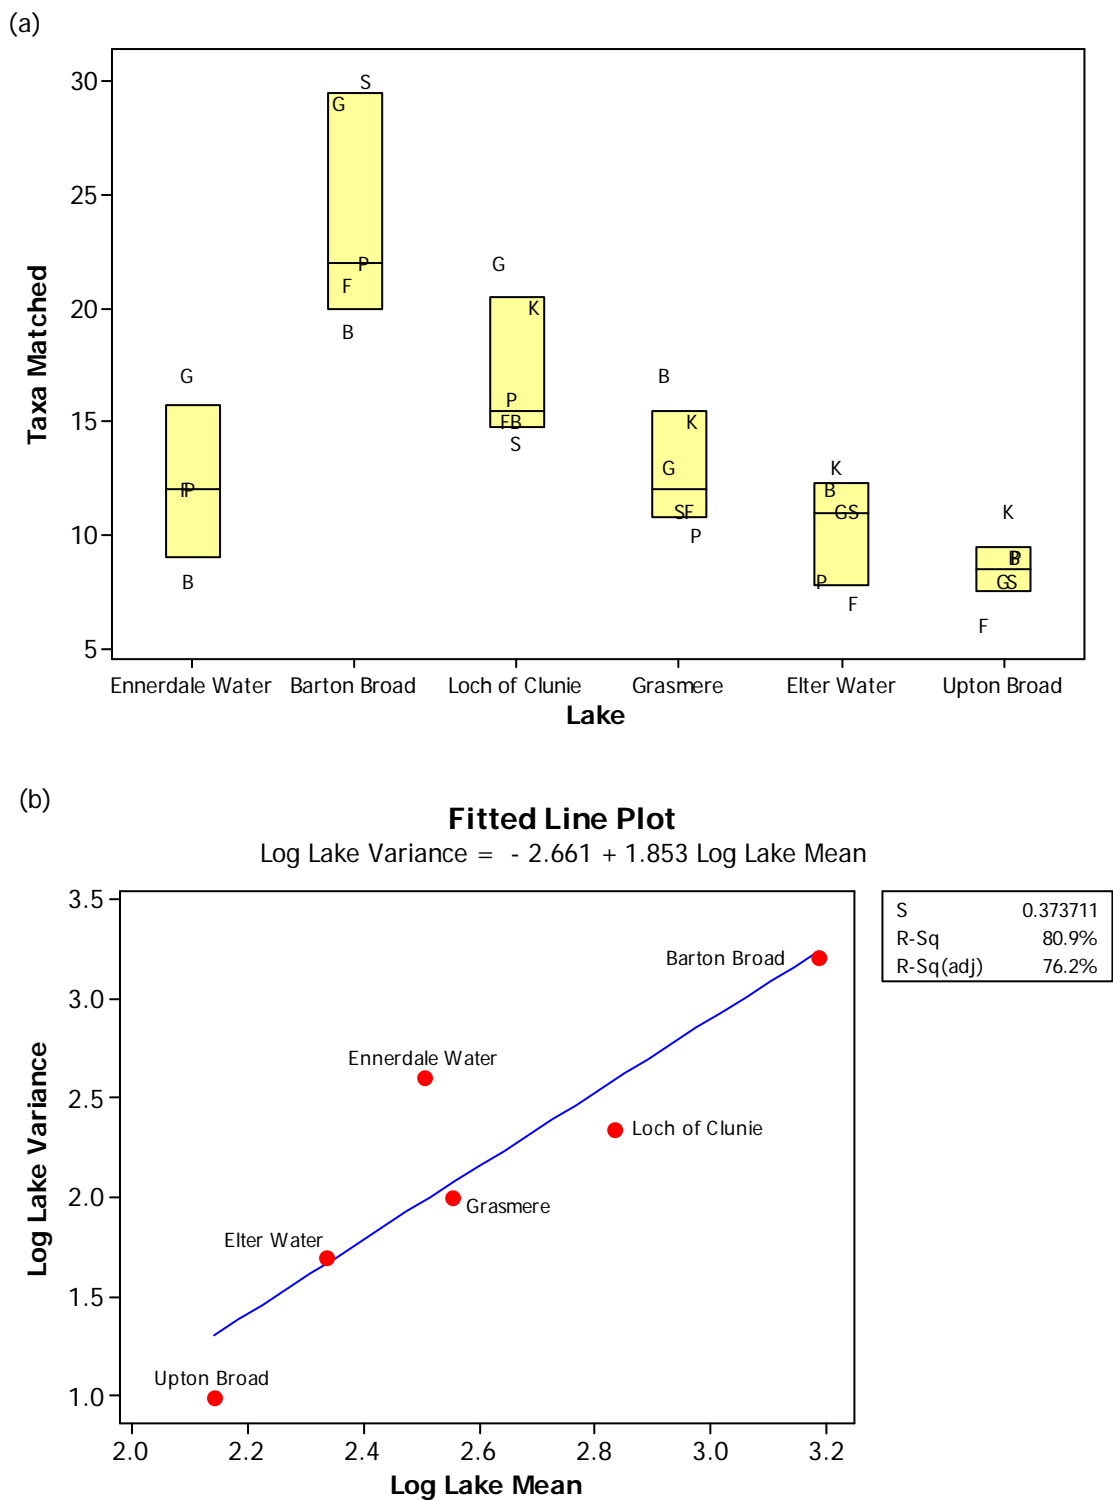 (a)
30
25
20
15
10
5
Taxa Matched
S
G
P
F
B
G
K
P
FB
S
G
P
B
B
K
G
SF
P
K
B
GS
P
F
K
P
GS
F
Ennerdale Water Barton Broad Loch of Clunie Grasmere Elter Water Upton Broad
Lake
(b)
Fitted Line Plot
Log Lake Variance = - 2.661 + 1.853 Log Lake Mean
S 0.373711
R-Sq 80.9%
R-Sq(adj) 76.2%
3.5
3.0
2.5
2.0
1.5
1.0
Log Lake Variance
Barton Broad
Ennerdale Water
Loch of Clunie
Grasmere
Elter Water
Upton Broad
2.0 2.2 2.4 2.6 2.8 3.0 3.2
Log Lake Mean